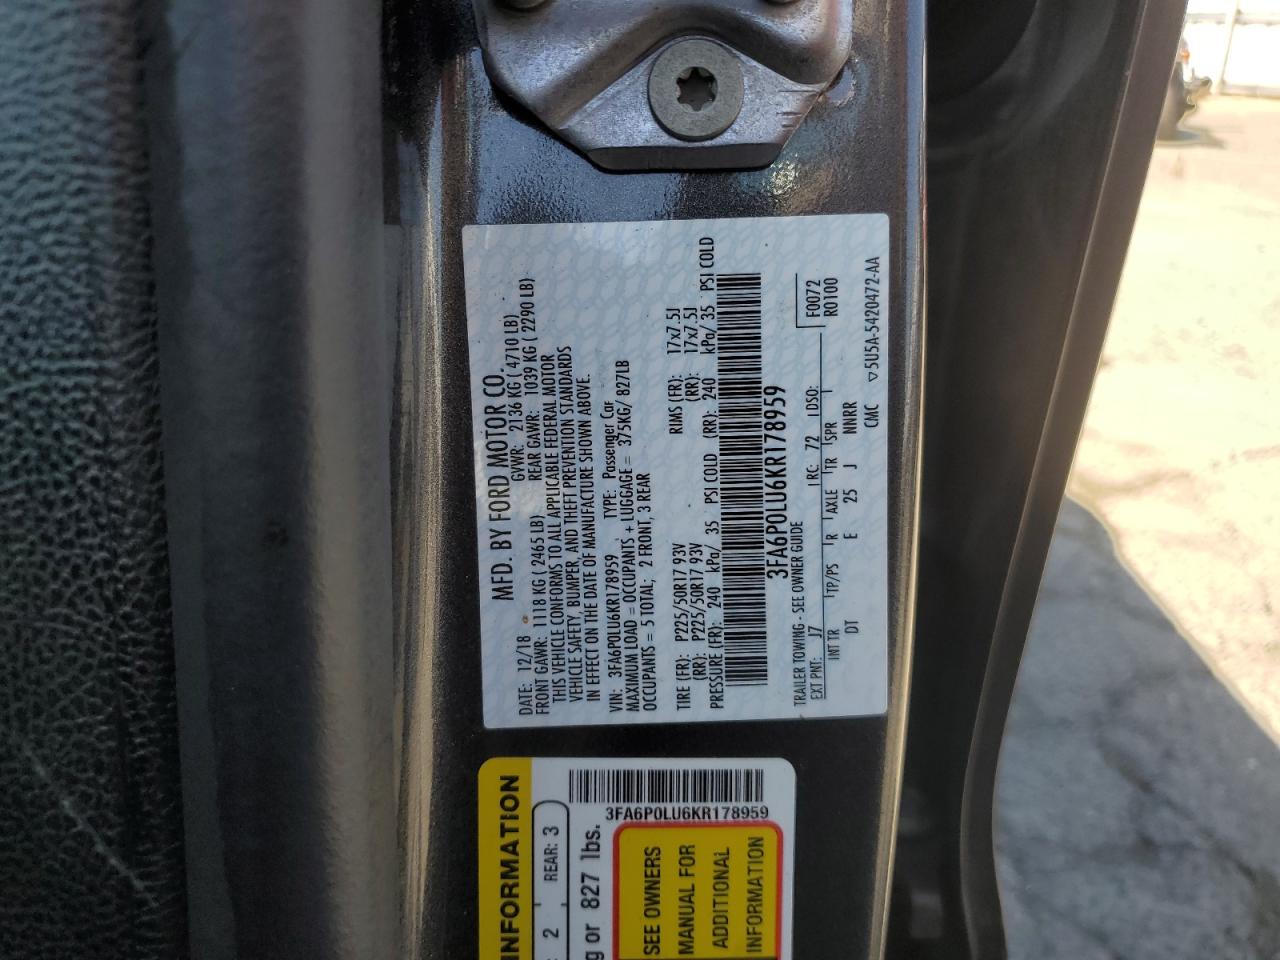 MFD. BY FORD MOTOR CO.
DATE: 12/18 GVWR: 2136 KG ( 4710 LB)
FRONT GAWR: 1118 KG ( 2465 LB) REAR GAWR: 1039 KG ( 2290 LB)
THIS VEHICLE CONFORMS TO ALL APPLICABLE FEDERAL MOTOR
VEHICLE SAFETY, BUMPER, AND THEFT PREVENTION STANDARDS
IN EFFECT ON THE DATE OF MANUFACTURE SHOWN ABOVE.
VIN: 3FA6P0LU6KR178959 TYPE: Passenger Car
MAXIMUM LOAD = OCCUPANTS + LUGGAGE = 375KG/ 827LB
OCCUPANTS = 5 TOTAL, 2 FRONT, 3 REAR
TIRE (FR): P225/50R17 93V RIMS (FR): 17x7.5J
(RR): P225/50R17 93V (RR): 17x7.5J
PRESSURE (FR): 240 kPa/ 35 PSI COLD (RR): 240 kPa/ 35 PSI COLD
3FA6P0LU6KR178959
TRAILER TOWING - SEE OWNER GUIDE F0072
EXT PNT: J7 RC: 72 DSO: R0100
INT TR TP/PS R AXLE TR SPR
DT E 25 J NNRR
CMC ▽5U5A-5420472-AA
INFORMATION
2 REAR: 3
3FA6P0LU6KR178959
g or 827 lbs.
SEE OWNERS
MANUAL FOR
ADDITIONAL
INFORMATION